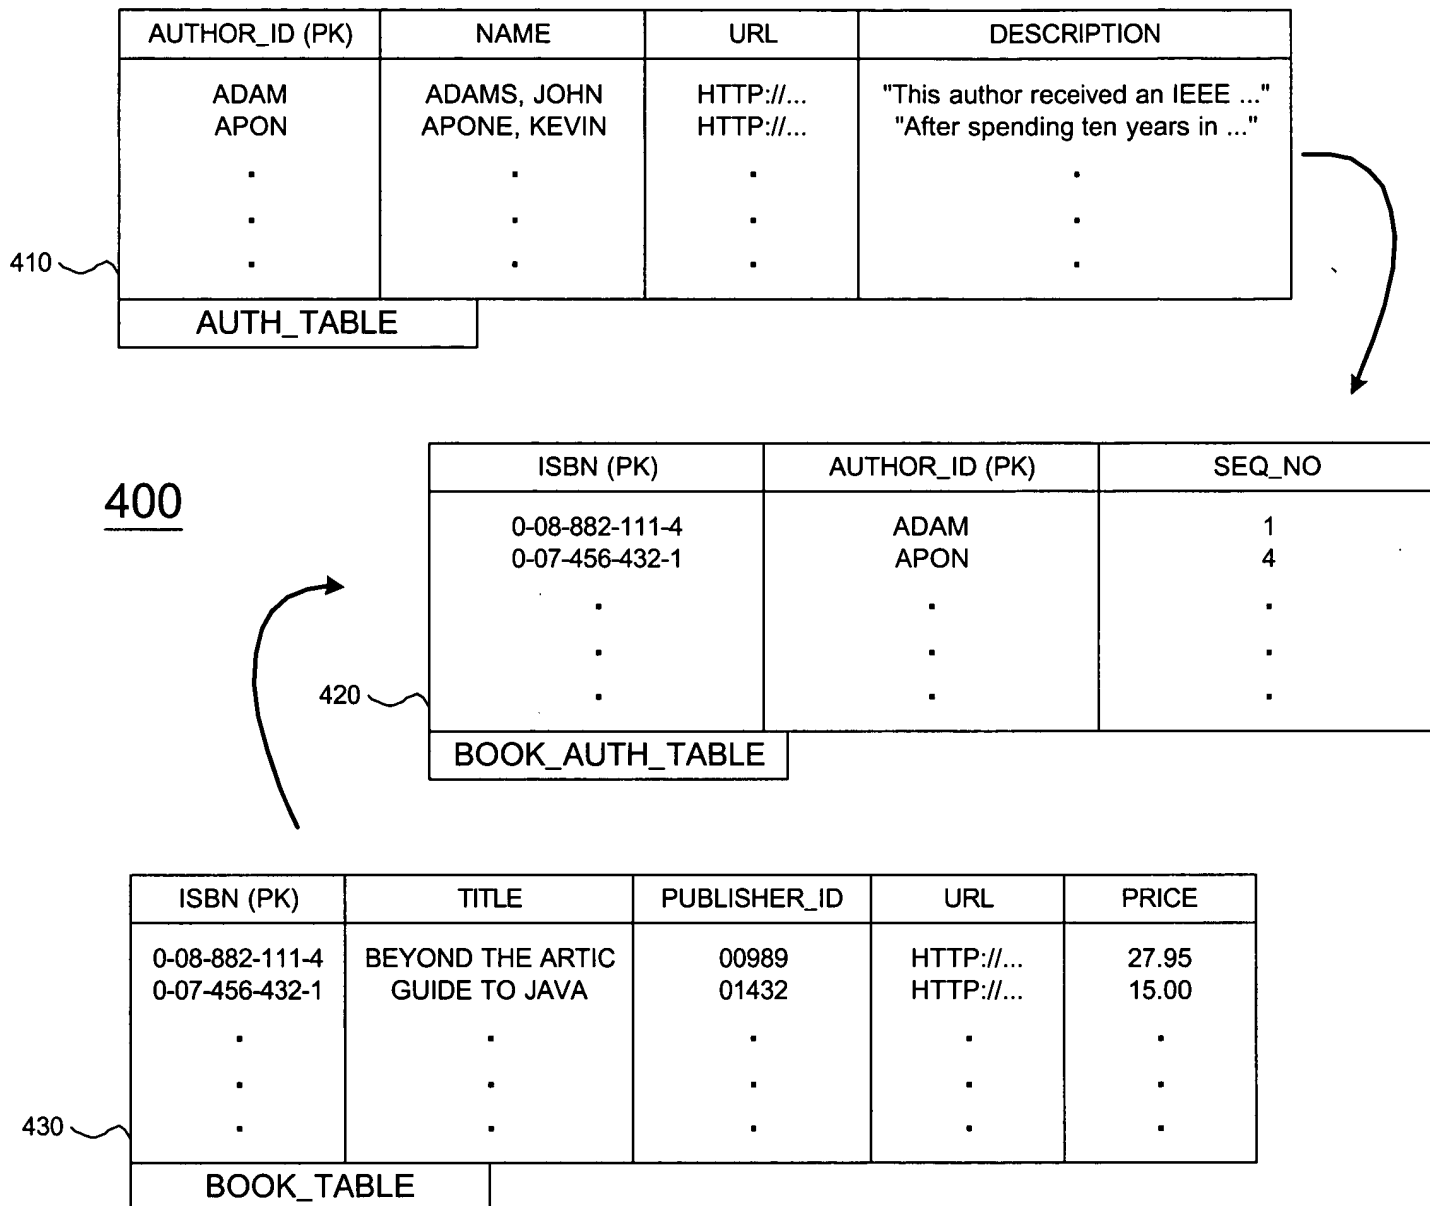 AUTHOR_ID (PK) NAME URL DESCRIPTION
ADAM ADAMS, JOHN HTTP://... "This author received an IEEE ..."
APON APONE, KEVIN HTTP://... "After spending ten years in ..."
410
AUTH_TABLE
400
ISBN (PK) AUTHOR_ID (PK) SEQ_NO
0-08-882-111-4 ADAM 1
0-07-456-432-1 APON 4
420
BOOK_AUTH_TABLE
ISBN (PK) TITLE PUBLISHER_ID URL PRICE
0-08-882-111-4 BEYOND THE ARTIC 00989 HTTP://... 27.95
0-07-456-432-1 GUIDE TO JAVA 01432 HTTP://... 15.00
430
BOOK_TABLE